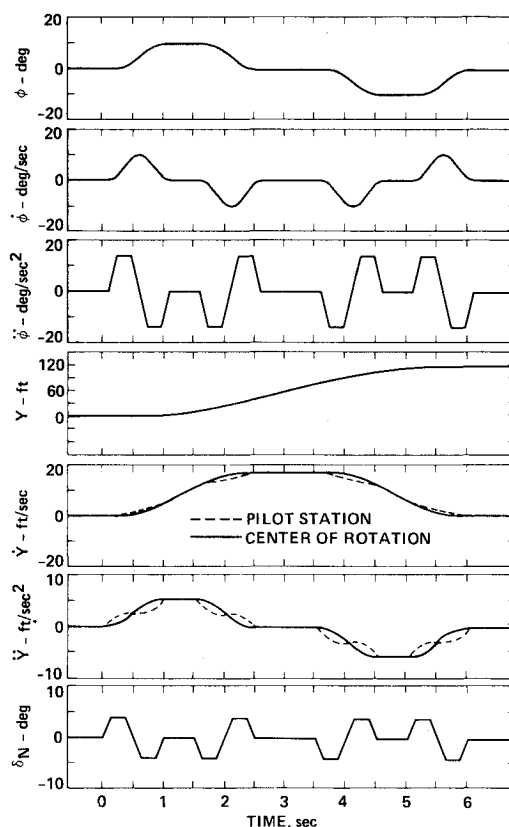 20
0
-20
ϕ - deg
20
0
-20
ϕ̇ - deg/sec
20
0
-20
ϕ̈ - deg/sec²
120
60
0
Y - ft
20
0
-20
Ẏ - ft/sec
PILOT STATION
CENTER OF ROTATION
10
0
-10
Ÿ - ft/sec²
10
0
-10
δN - deg
0 1 2 3 4 5 6
TIME, sec